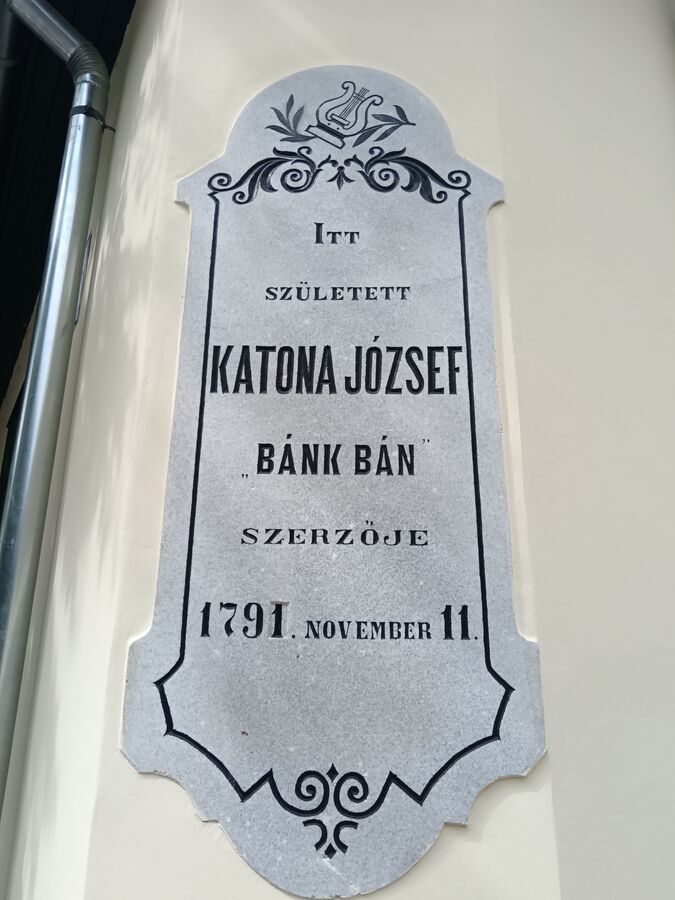 ITT
SZÜLETETT
KATONA JÓZSEF
„BÁNK BÁN”
SZERZŐJE
1791. NOVEMBER 11.